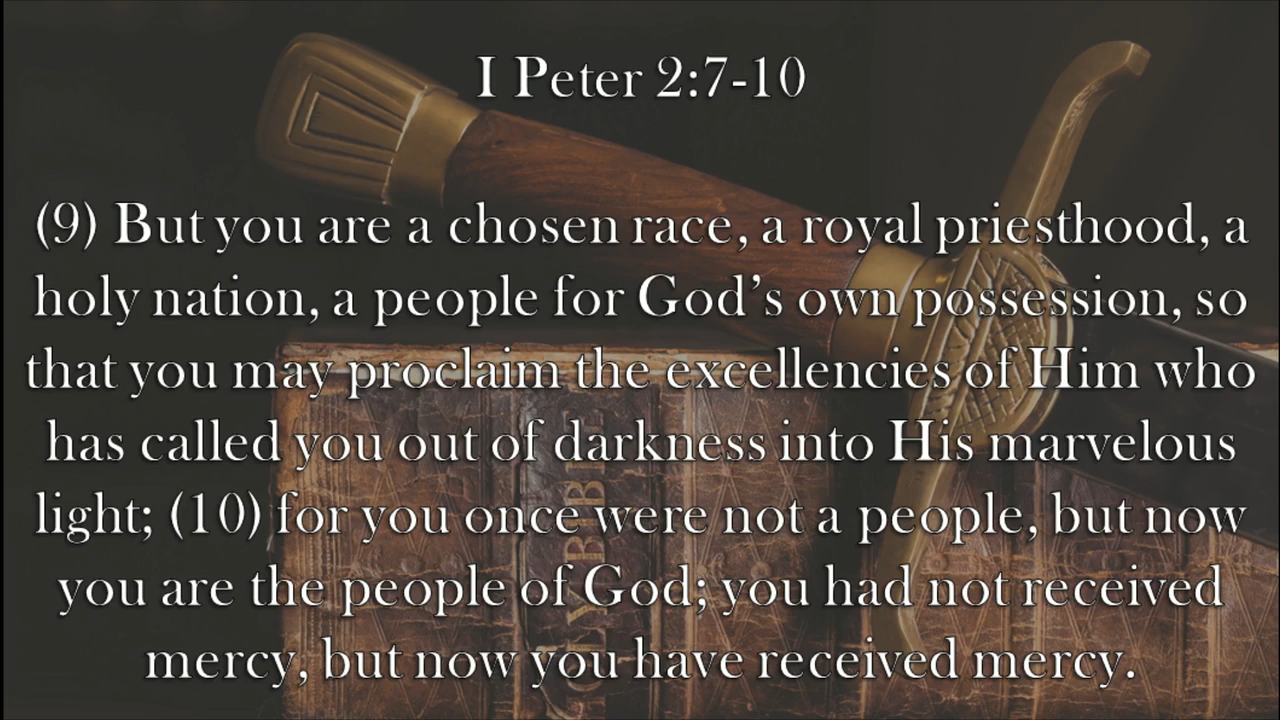 I Peter 2:7-10
(9) But you are a chosen race, a royal priesthood, a
holy nation, a people for God’s own possession, so
that you may proclaim the excellencies of Him who
has called you out of darkness into His marvelous
light; (10) for you once were not a people, but now
you are the people of God; you had not received
mercy, but now you have received mercy.